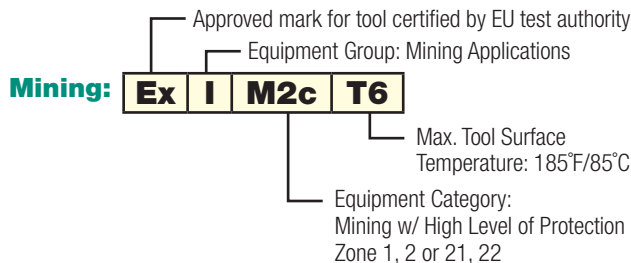 Approved mark for tool certified by EU test authority
Equipment Group: Mining Applications
Mining: Ex I M2c T6
Max. Tool Surface
Temperature: 185˚F/85˚C
Equipment Category:
Mining w/ High Level of Protection
Zone 1, 2 or 21, 22